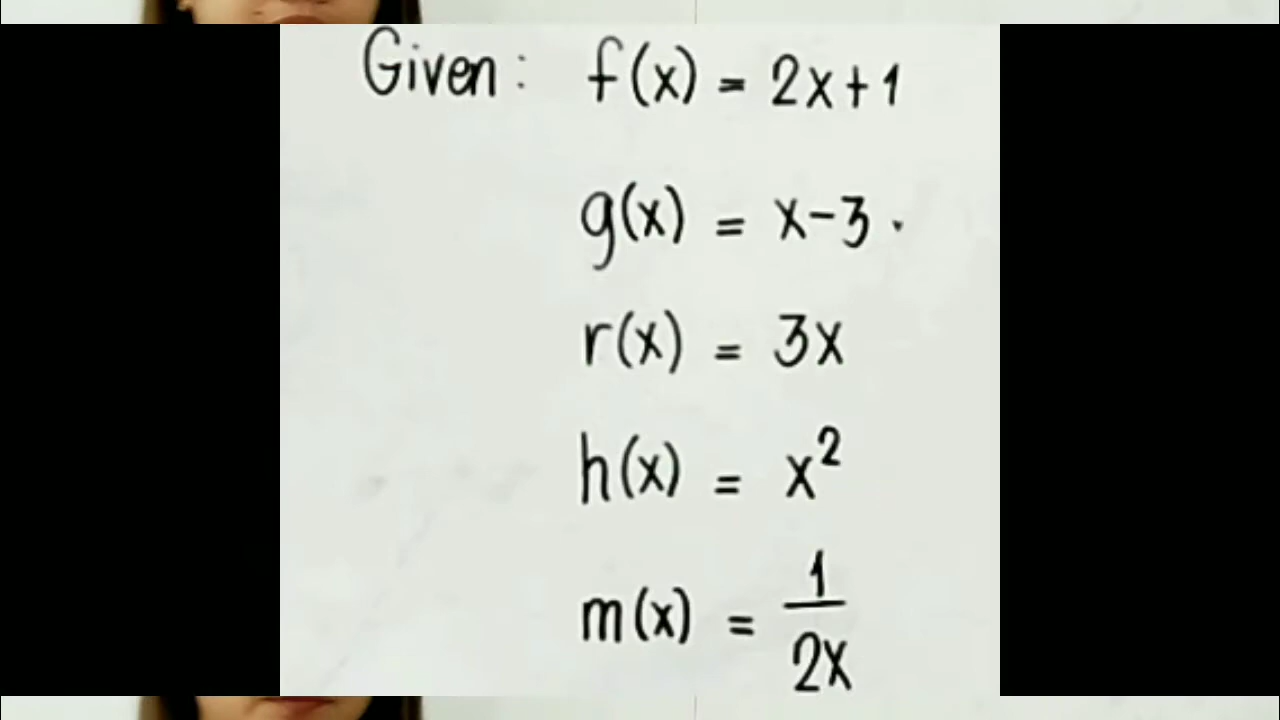 Given: f(x) = 2x+1
g(x) = x-3.
r(x) = 3x
h(x) = x²
m(x) = 1/2x